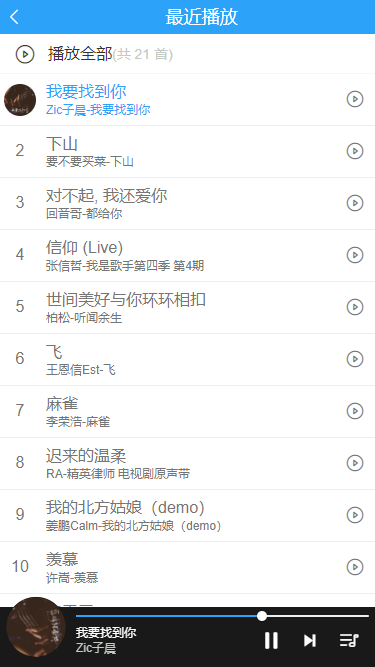 最近播放
播放全部(共 21 首)
我要找到你
Zic子晨-我要找到你
2
下山
要不要买菜-下山
3
对不起, 我还爱你
回音哥-都给你
4
信仰 (Live)
张信哲-我是歌手第四季 第4期
5
世间美好与你环环相扣
柏松-听闻余生
6
飞
王恩信Est-飞
7
麻雀
李荣浩-麻雀
8
迟来的温柔
RA-精英律师 电视剧原声带
9
我的北方姑娘（demo）
姜鹏Calm-我的北方姑娘（demo）
10
羡慕
许嵩-羡慕
我要找到你
Zic子晨